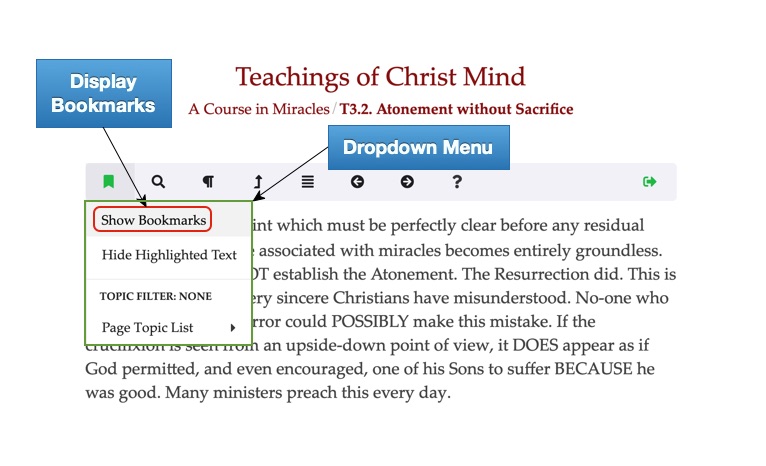 Teachings of Christ Mind
Display
Bookmarks
A Course in Miracles / T3.2. Atonement without Sacrifice
Dropdown Menu
?
Show Bookmarks
Hide Highlighted Text
TOPIC FILTER: NONE
Page Topic List
int which must be perfectly clear before any residual
associated with miracles becomes entirely groundless.
OT establish the Atonement. The Resurrection did. This is
ery sincere Christians have misunderstood. No-one who
rror could POSSIBLY make this mistake. If the
crucifixion is seen from an upside-down point of view, it DOES appear as if
God permitted, and even encouraged, one of his Sons to suffer BECAUSE he
was good. Many ministers preach this every day.